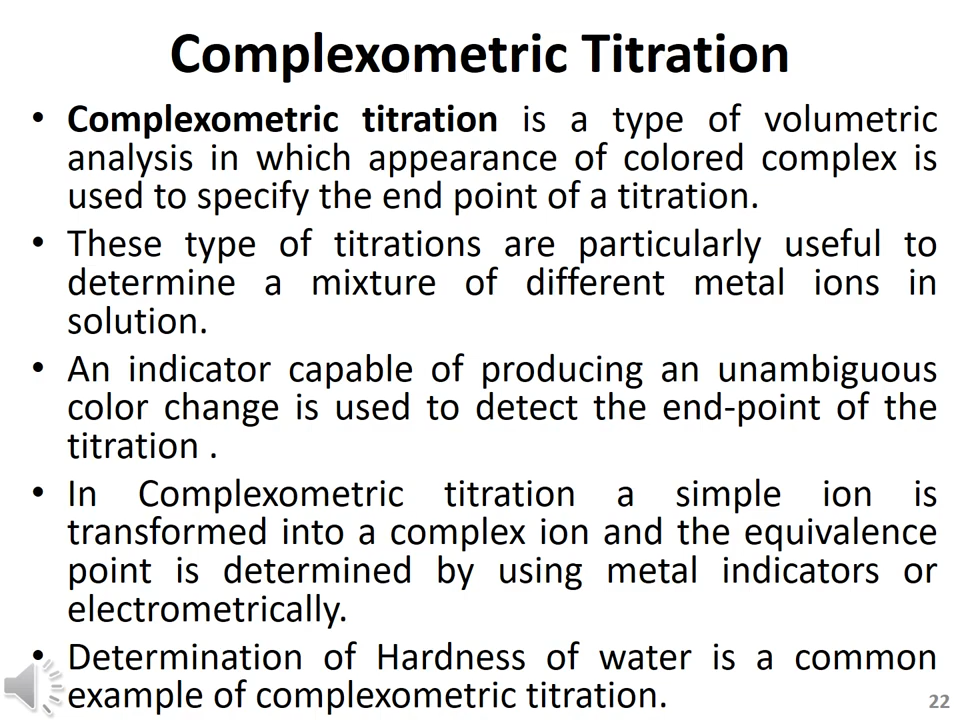 Complexometric Titration
• Complexometric titration is a type of volumetric
analysis in which appearance of colored complex is
used to specify the end point of a titration.
• These type of titrations are particularly useful to
determine a mixture of different metal ions in
solution.
• An indicator capable of producing an unambiguous
color change is used to detect the end-point of the
titration .
• In Complexometric titration a simple ion is
transformed into a complex ion and the equivalence
point is determined by using metal indicators or
electrometrically.
• Determination of Hardness of water is a common
example of complexometric titration.
22